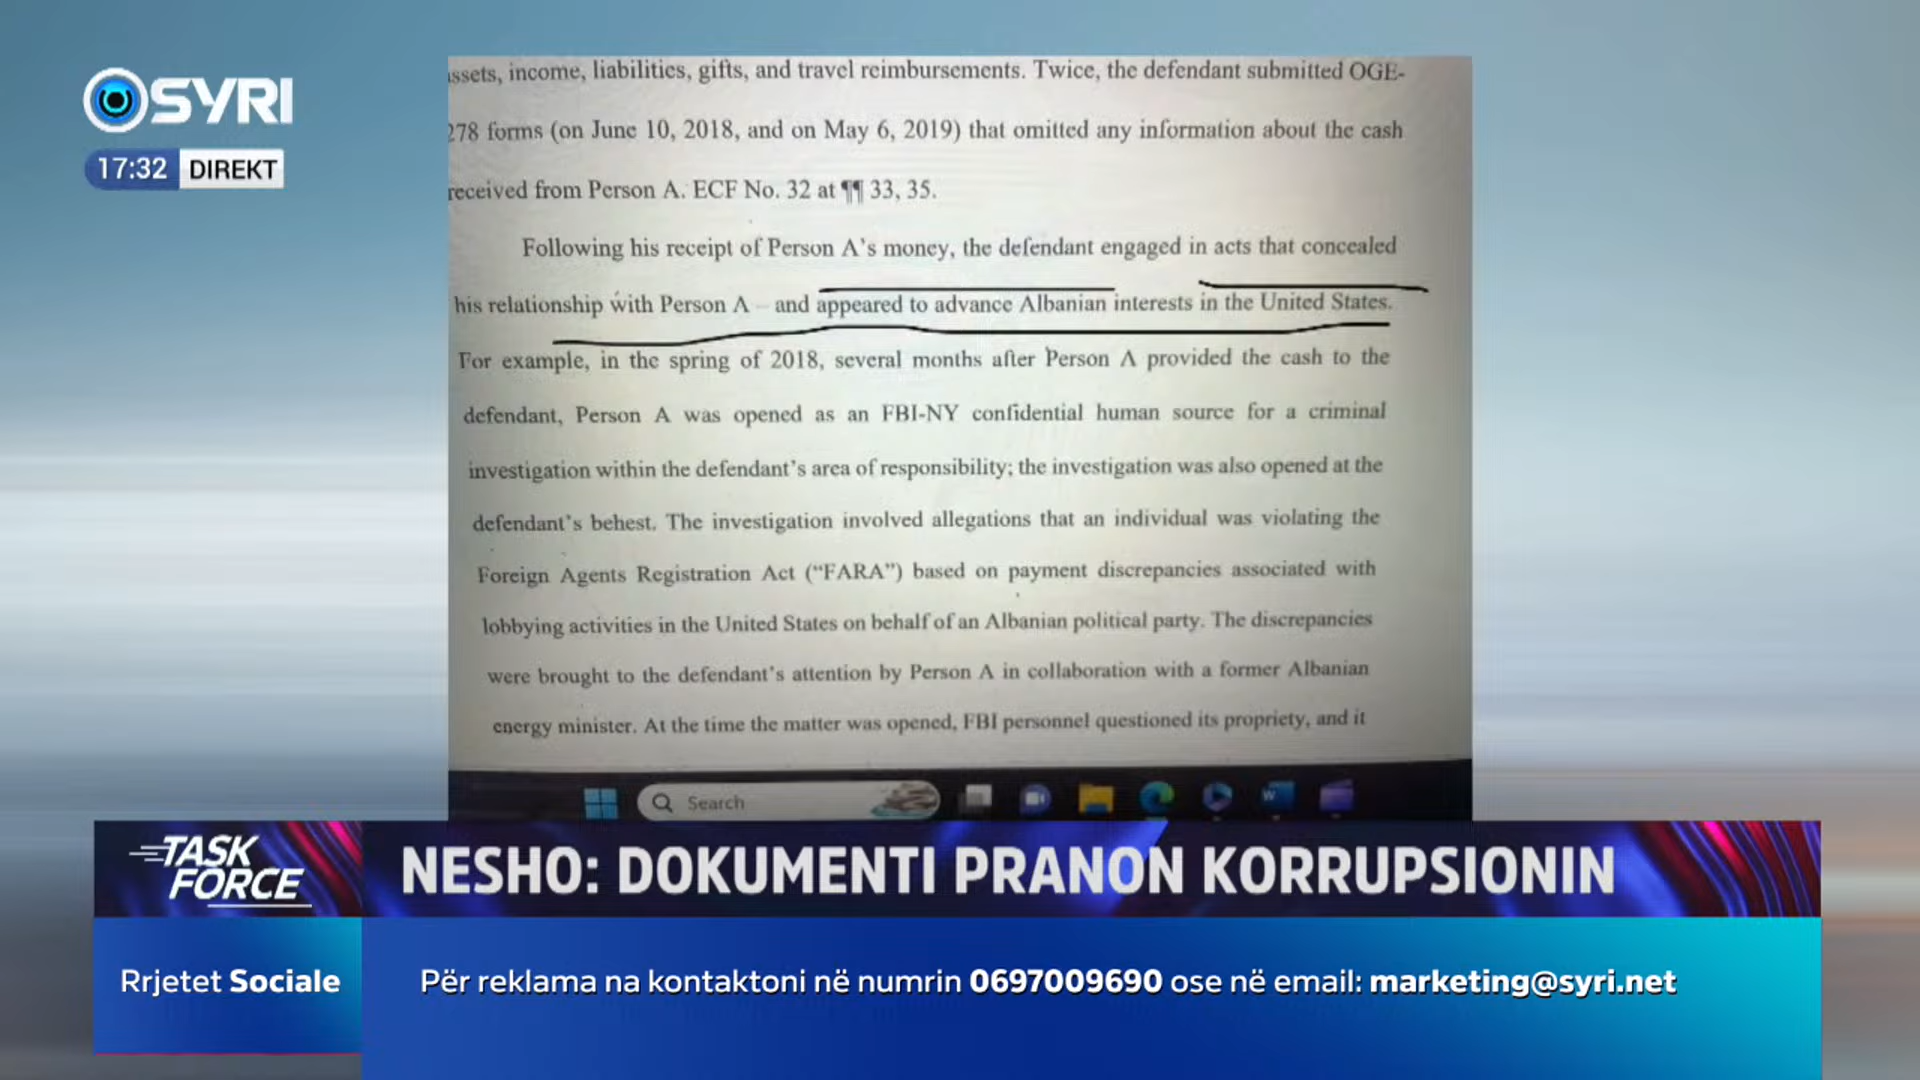 SYRI
17:32 DIREKT
assets, income, liabilities, gifts, and travel reimbursements. Twice, the defendant submitted OGE-
278 forms (on June 10, 2018, and on May 6, 2019) that omitted any information about the cash
received from Person A. ECF No. 32 at ¶¶ 33, 35.
Following his receipt of Person A's money, the defendant engaged in acts that concealed
his relationship with Person A – and appeared to advance Albanian interests in the United States.
For example, in the spring of 2018, several months after Person A provided the cash to the
defendant, Person A was opened as an FBI-NY confidential human source for a criminal
investigation within the defendant's area of responsibility; the investigation was also opened at the
defendant's behest. The investigation involved allegations that an individual was violating the
Foreign Agents Registration Act ("FARA") based on payment discrepancies associated with
lobbying activities in the United States on behalf of an Albanian political party. The discrepancies
were brought to the defendant's attention by Person A in collaboration with a former Albanian
energy minister. At the time the matter was opened, FBI personnel questioned its propriety, and it
Search
TASK FORCE
NESHO: DOKUMENTI PRANON KORRUPSIONIN
Rrjetet Sociale
Për reklama na kontaktoni në numrin 0697009690 ose në email: marketing@syri.net